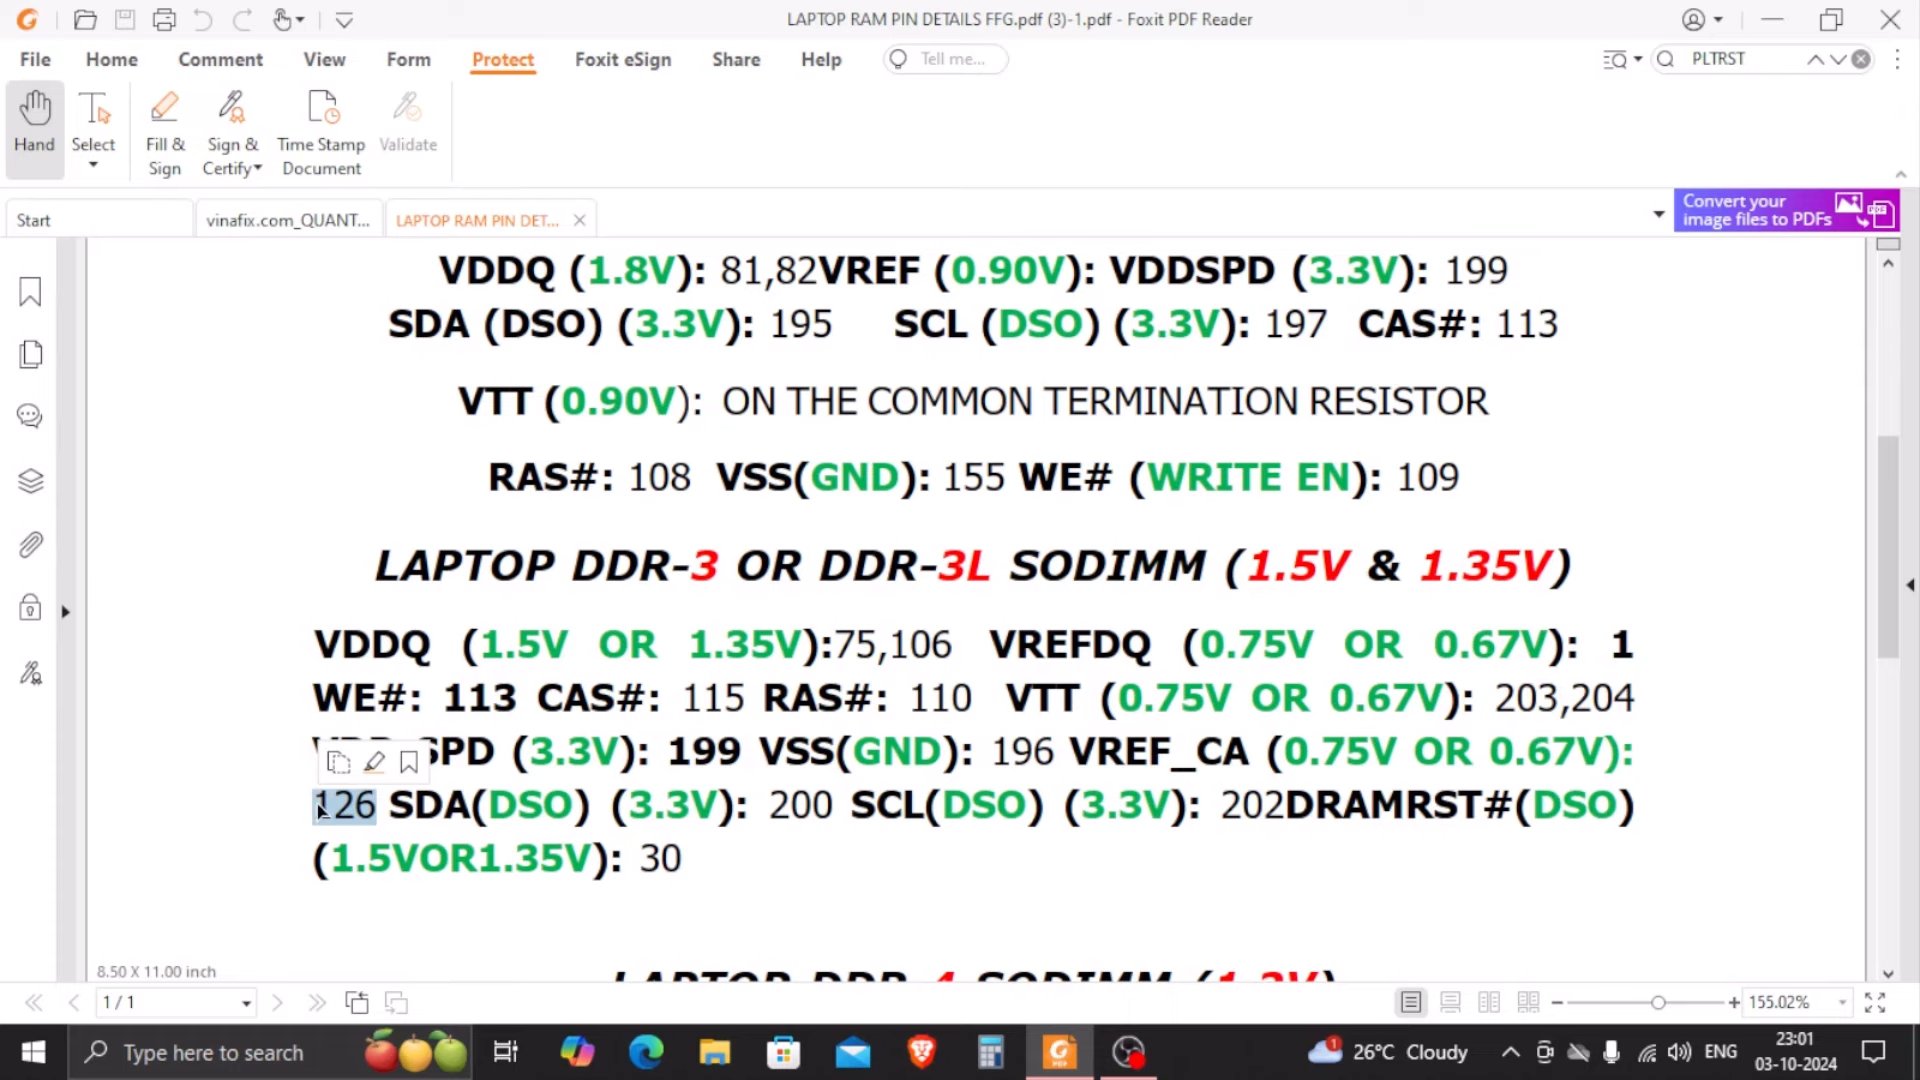 LAPTOP RAM PIN DETAILS FFG.pdf (3)-1.pdf - Foxit PDF Reader
File Home Comment View Form Protect Foxit eSign Share Help Tell me... PLTRST
Hand Select Fill & Sign Sign & Certify Time Stamp Document Validate
Start vinafix.com_QUANT... LAPTOP RAM PIN DET... Convert your image files to PDFs
VDDQ (1.8V): 81,82VREF (0.90V): VDDSPD (3.3V): 199
SDA (DSO) (3.3V): 195 SCL (DSO) (3.3V): 197 CAS#: 113
VTT (0.90V): ON THE COMMON TERMINATION RESISTOR
RAS#: 108 VSS(GND): 155 WE# (WRITE EN): 109
LAPTOP DDR-3 OR DDR-3L SODIMM (1.5V & 1.35V)
VDDQ (1.5V OR 1.35V):75,106 VREFDQ (0.75V OR 0.67V): 1
WE#: 113 CAS#: 115 RAS#: 110 VTT (0.75V OR 0.67V): 203,204
SPD (3.3V): 199 VSS(GND): 196 VREF_CA (0.75V OR 0.67V):
126 SDA(DSO) (3.3V): 200 SCL(DSO) (3.3V): 202DRAMRST#(DSO)
(1.5VOR1.35V): 30
LAPTOP DDR-4 SODIMM (1.2V)
8.50 X 11.00 inch
1 / 1 155.02%
Type here to search 26°C Cloudy ENG 23:01
03-10-2024